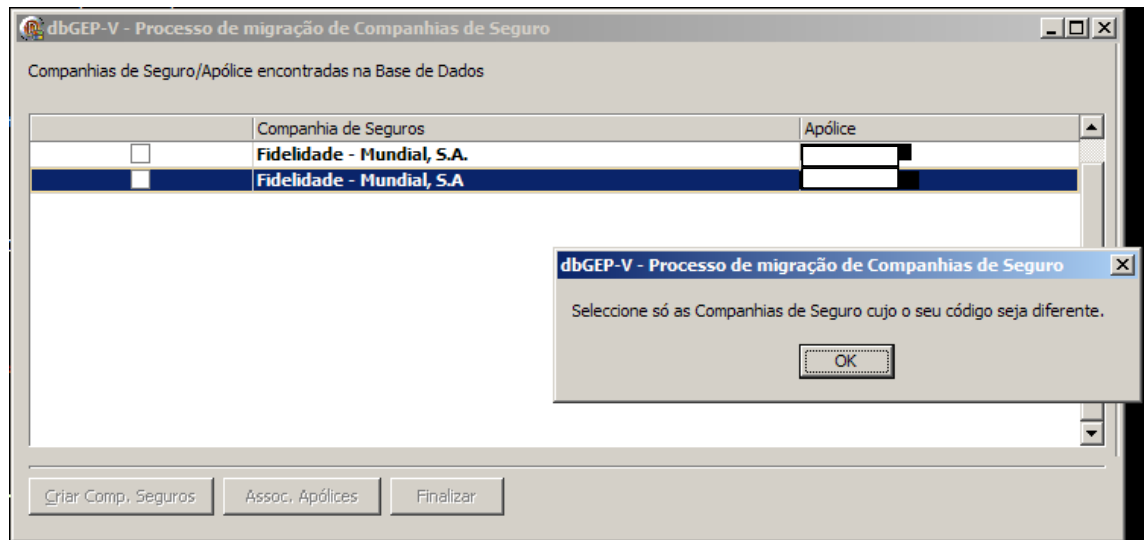 dbGEP-V - Processo de migração de Companhias de Seguro
Companhias de Seguro/Apólice encontradas na Base de Dados
Companhia de Seguros Apólice
Fidelidade - Mundial, S.A.
Fidelidade - Mundial, S.A
dbGEP-V - Processo de migração de Companhias de Seguro
Seleccione só as Companhias de Seguro cujo o seu código seja diferente.
OK
Criar Comp. Seguros Assoc. Apólices Finalizar